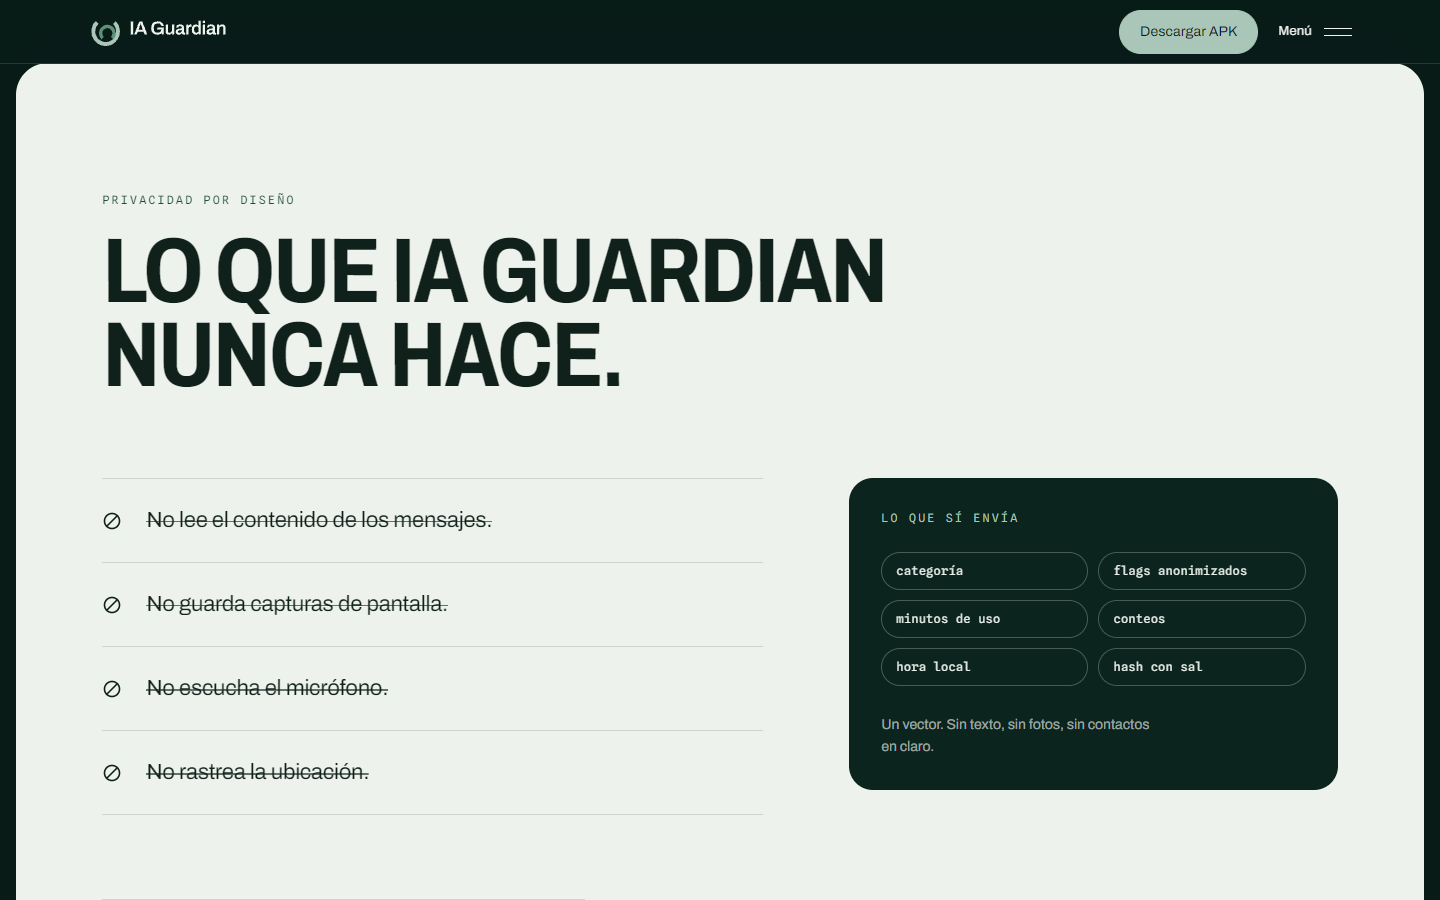 IA Guardian
Descargar APK
Menú
PRIVACIDAD POR DISEÑO
LO QUE IA GUARDIAN
NUNCA HACE.
No lee el contenido de los mensajes.
No guarda capturas de pantalla.
No escucha el micrófono.
No rastrea la ubicación.
LO QUE SÍ ENVÍA
categoría
flags anonimizados
minutos de uso
conteos
hora local
hash con sal
Un vector. Sin texto, sin fotos, sin contactos
en claro.